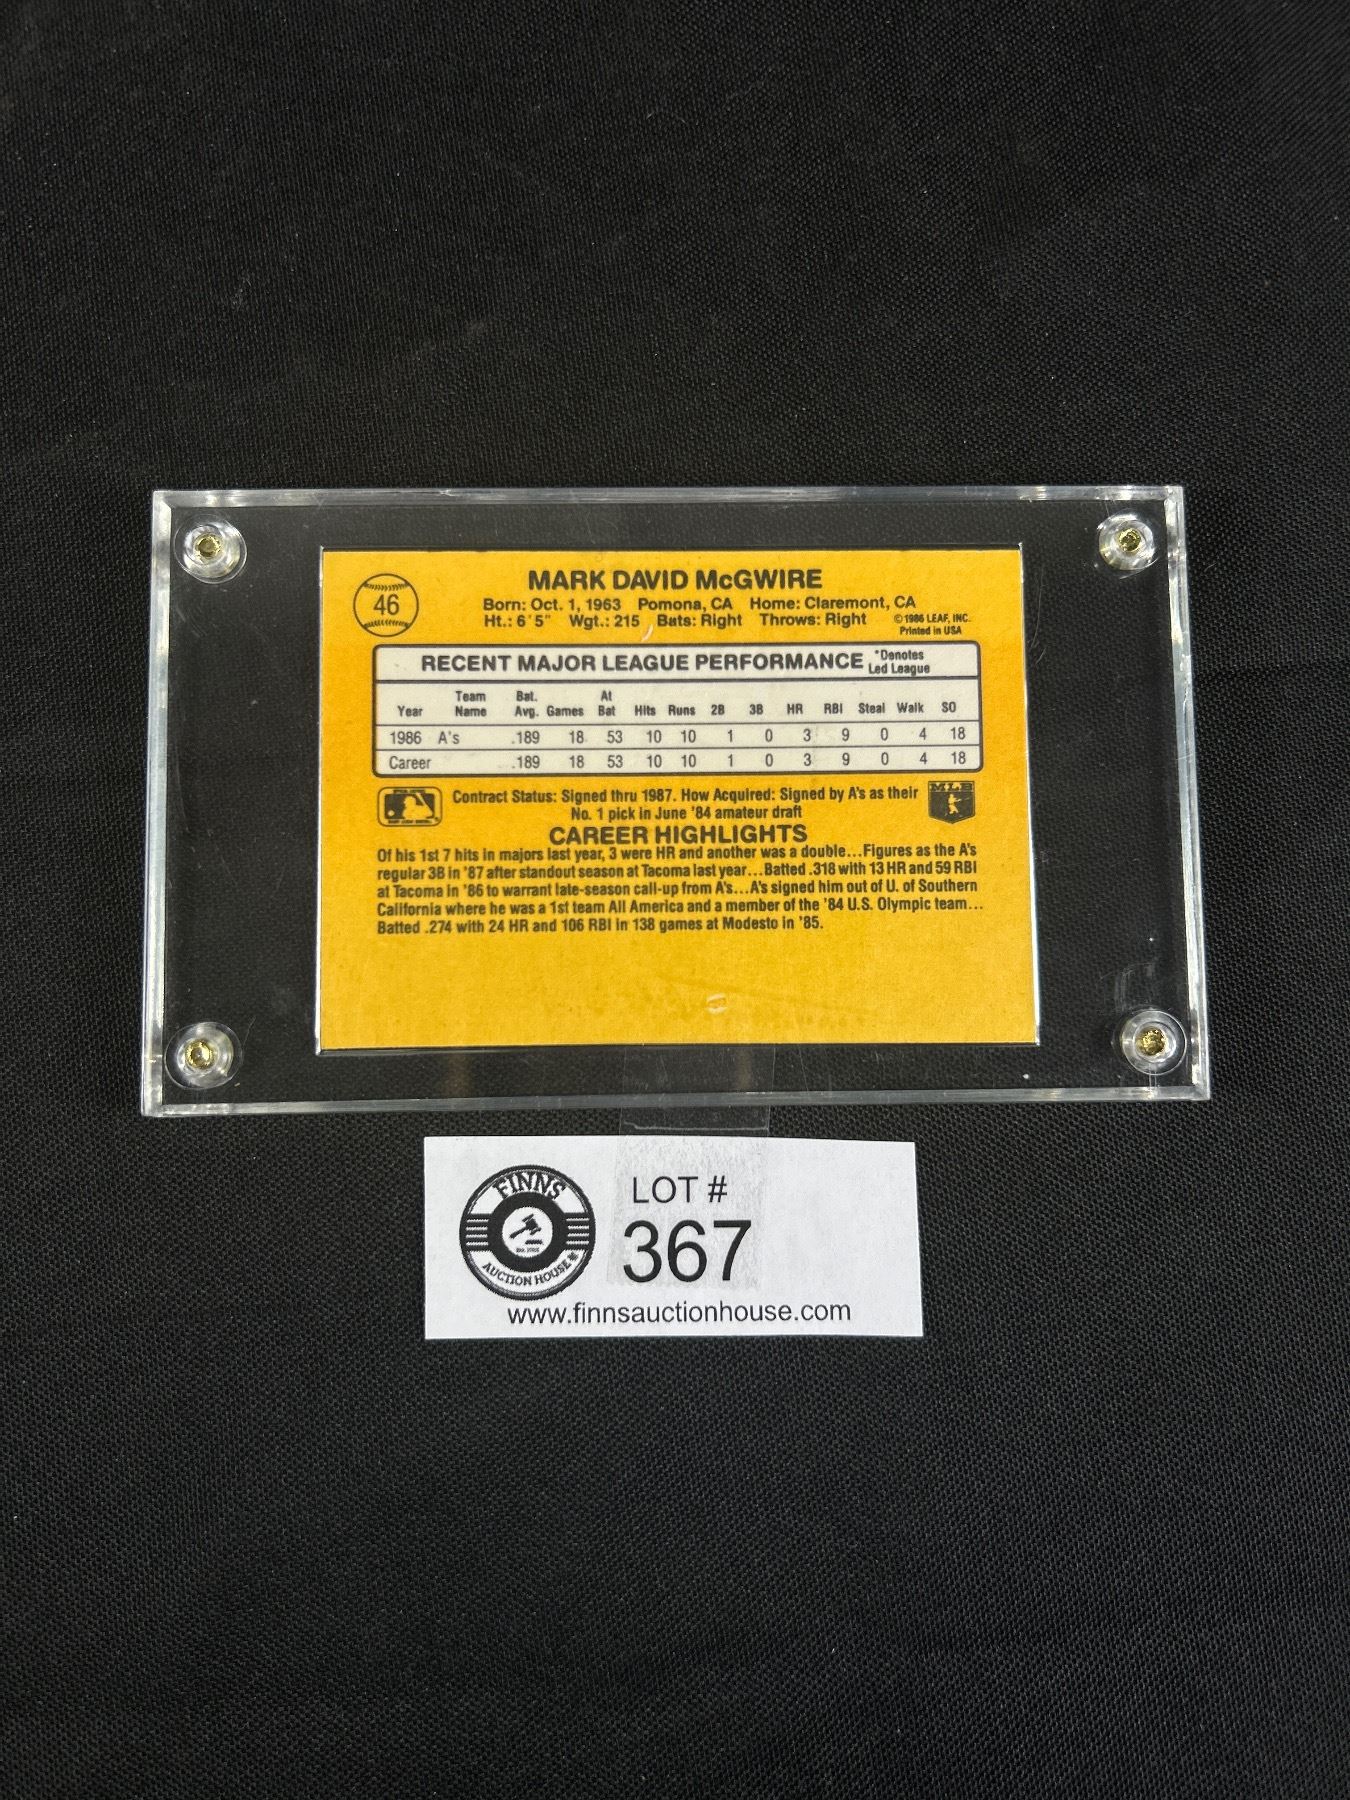 46
MARK DAVID McGWIRE
Born: Oct. 1, 1963 Pomona, CA Home: Claremont, CA
Ht.: 6'5" Wgt.: 215 Bats: Right Throws: Right
©1986 LEAF, INC.
Printed in USA
RECENT MAJOR LEAGUE PERFORMANCE *Denotes Led League
Year Team Name Bat. Avg. Games At Bat Hits Runs 2B 3B HR RBI Steal Walk SO
1986 A's .189 18 53 10 10 1 0 3 9 0 4 18
Career .189 18 53 10 10 1 0 3 9 0 4 18
Contract Status: Signed thru 1987. How Acquired: Signed by A's as their
No. 1 pick in June '84 amateur draft
MLB
CAREER HIGHLIGHTS
Of his 1st 7 hits in majors last year, 3 were HR and another was a double...Figures as the A's
regular 3B in '87 after standout season at Tacoma last year...Batted .318 with 13 HR and 59 RBI
at Tacoma in '86 to warrant late-season call-up from A's...A's signed him out of U. of Southern
California where he was a 1st team All America and a member of the '84 U.S. Olympic team...
Batted .274 with 24 HR and 106 RBI in 138 games at Modesto in '85.
FINNS
AUCTION HOUSE
LOT #
367
www.finnsauctionhouse.com